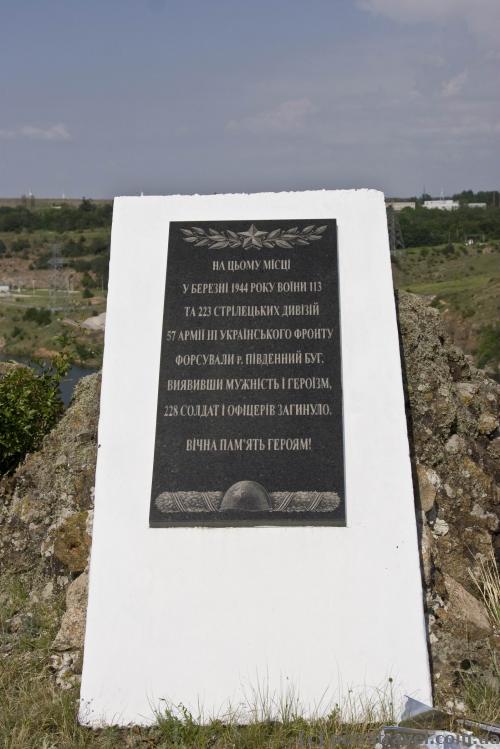 НА ЦЬОМУ МІСЦІ
У БЕРЕЗНІ 1944 РОКУ ВОЇНИ 113
ТА 223 СТРІЛЕЦЬКИХ ДИВІЗІЙ
57 АРМІЇ ІІІ УКРАЇНСЬКОГО ФРОНТУ
ФОРСУВАЛИ р. ПІВДЕННИЙ БУГ.
ВИЯВИВШИ МУЖНІСТЬ І ГЕРОЇЗМ,
228 СОЛДАТ І ОФІЦЕРІВ ЗАГИНУЛО.
ВІЧНА ПАМ'ЯТЬ ГЕРОЯМ!